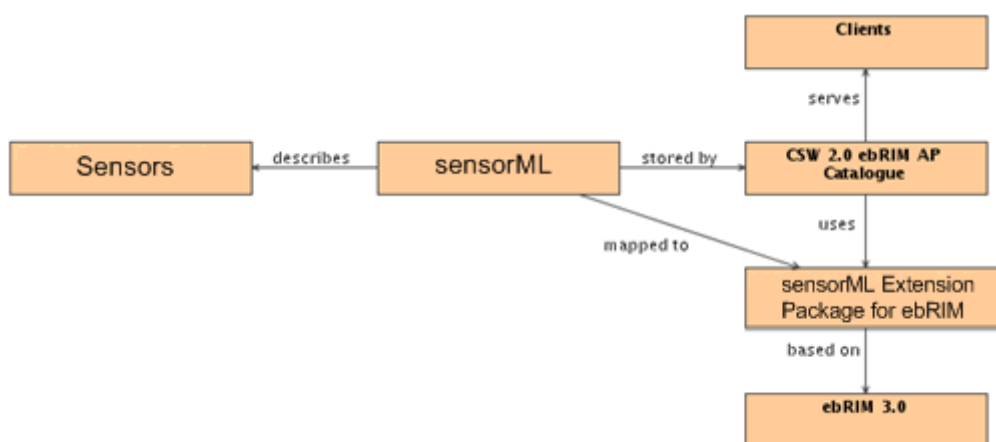 Clients
serves
Sensors
describes
sensorML
stored by
CSW 2.0 ebRIM AP
Catalogue
mapped to
uses
sensorML Extension
Package for ebRIM
based on
ebRIM 3.0